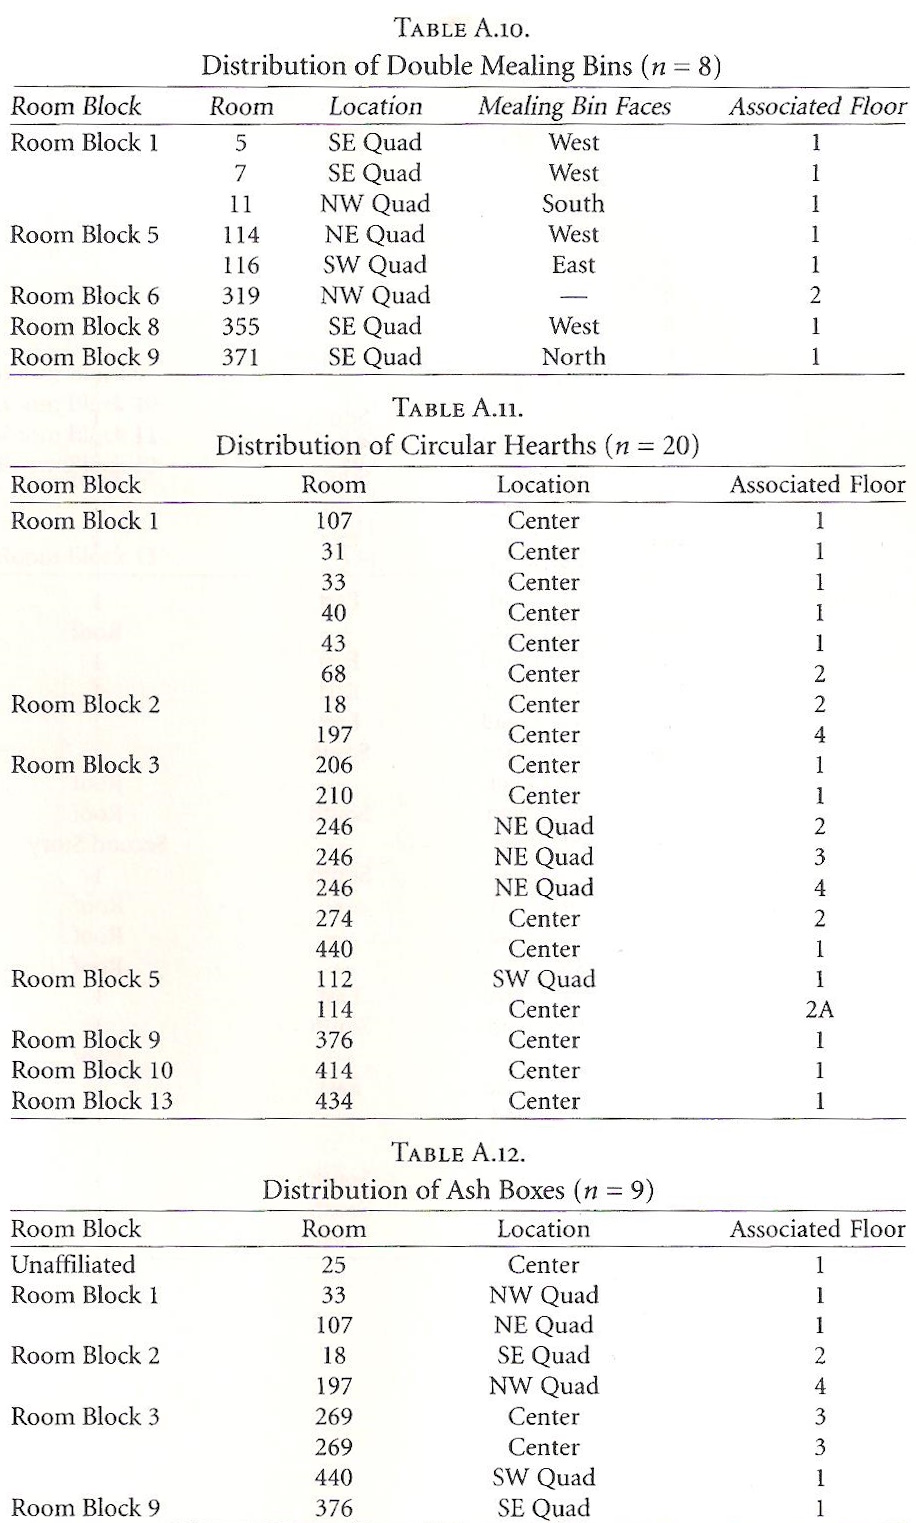 TABLE A.10.
Distribution of Double Mealing Bins (n = 8)
Room Block Room Location Mealing Bin Faces Associated Floor
Room Block 1 5 SE Quad West 1
7 SE Quad West 1
11 NW Quad South 1
Room Block 5 114 NE Quad West 1
116 SW Quad East 1
Room Block 6 319 NW Quad — 2
Room Block 8 355 SE Quad West 1
Room Block 9 371 SE Quad North 1
TABLE A.11.
Distribution of Circular Hearths (n = 20)
Room Block Room Location Associated Floor
Room Block 1 107 Center 1
31 Center 1
33 Center 1
40 Center 1
43 Center 1
68 Center 2
Room Block 2 18 Center 2
197 Center 4
Room Block 3 206 Center 1
210 Center 1
246 NE Quad 2
246 NE Quad 3
246 NE Quad 4
274 Center 2
440 Center 1
Room Block 5 112 SW Quad 1
114 Center 2A
Room Block 9 376 Center 1
Room Block 10 414 Center 1
Room Block 13 434 Center 1
TABLE A.12.
Distribution of Ash Boxes (n = 9)
Room Block Room Location Associated Floor
Unaffiliated 25 Center 1
Room Block 1 33 NW Quad 1
107 NE Quad 1
Room Block 2 18 SE Quad 2
197 NW Quad 4
Room Block 3 269 Center 3
269 Center 3
440 SW Quad 1
Room Block 9 376 SE Quad 1